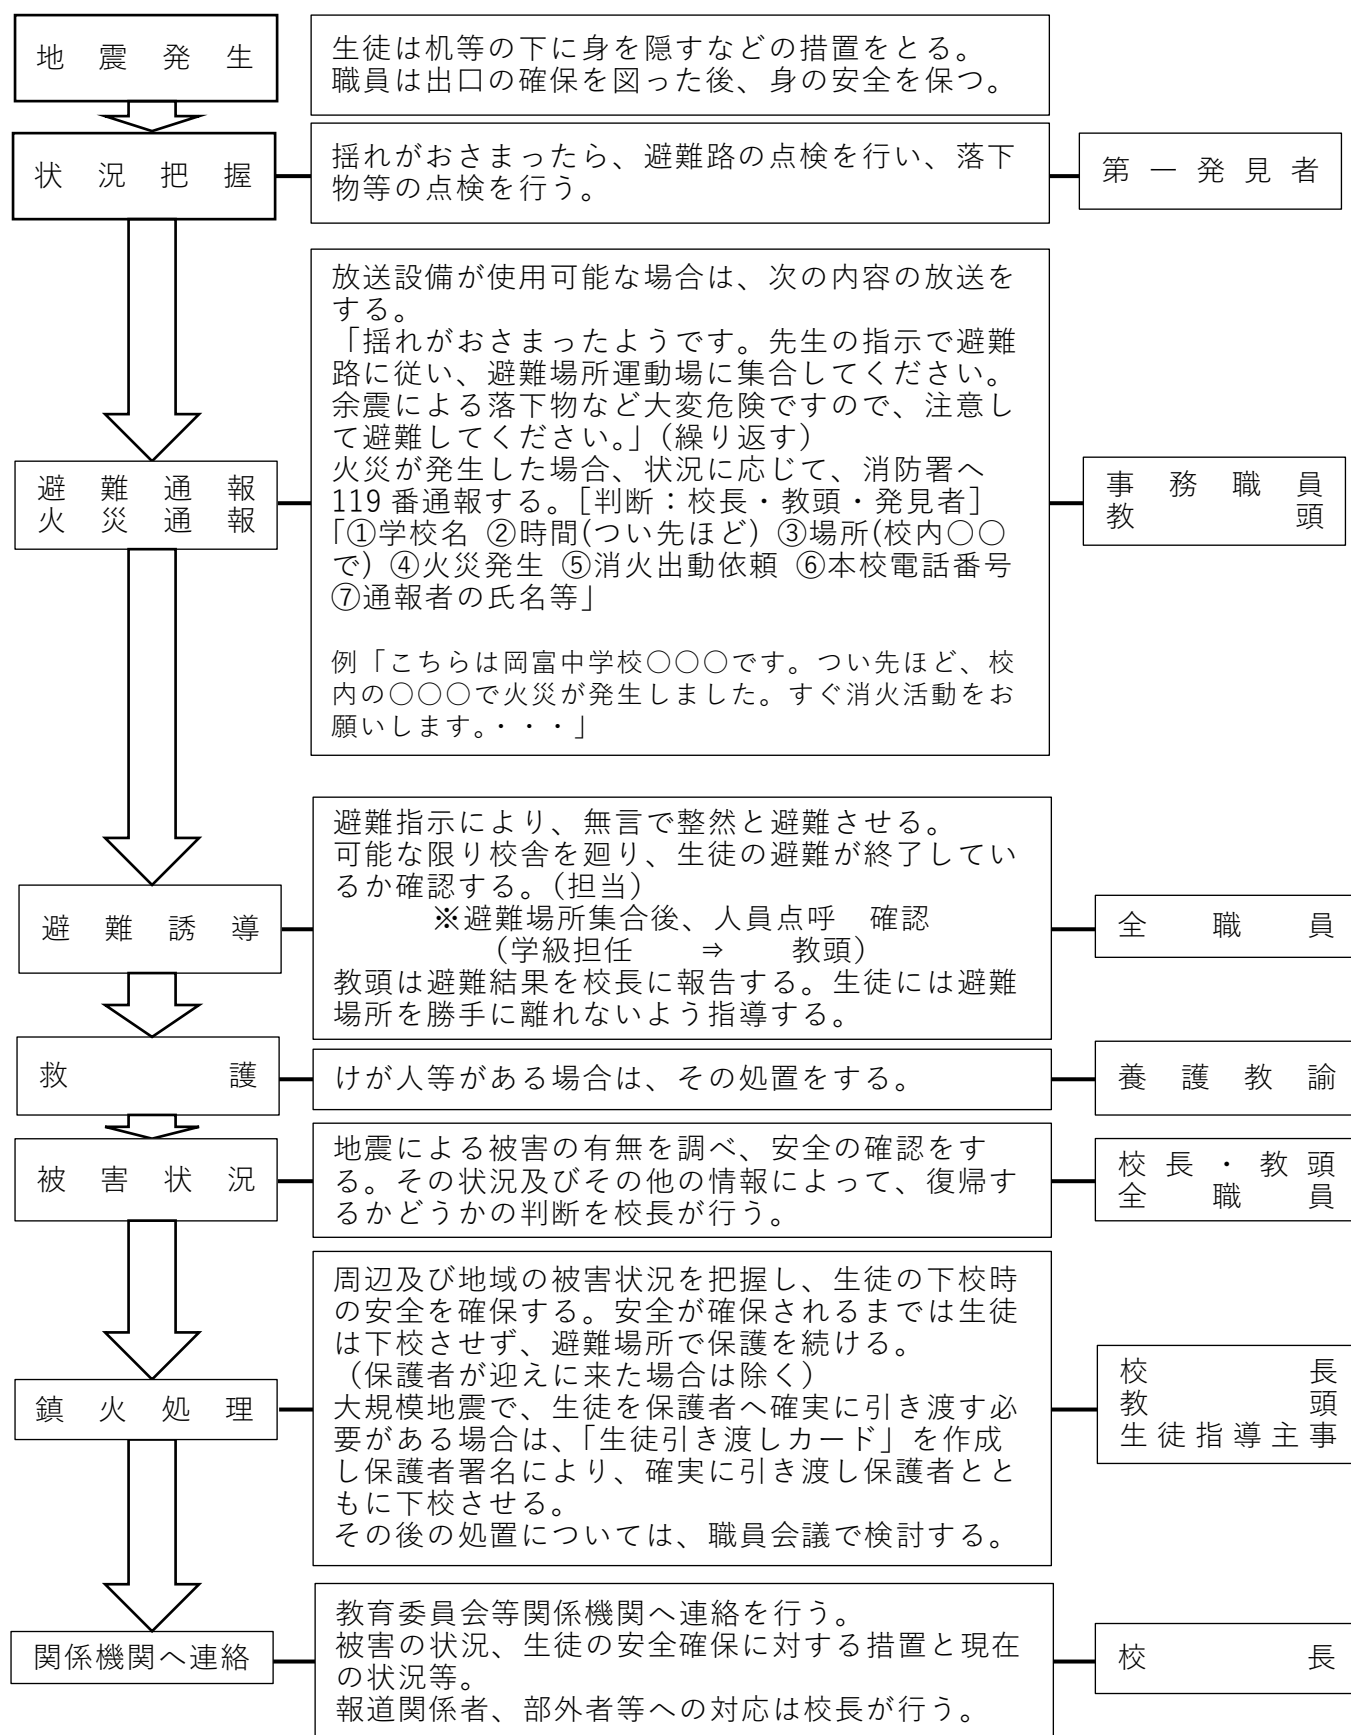 地震発生
生徒は机等の下に身を隠すなどの措置をとる。
職員は出口の確保を図った後、身の安全を保つ。
状況把握
揺れがおさまったら、避難路の点検を行い、落下
物等の点検を行う。
第一発見者
避難通報
火災通報
放送設備が使用可能な場合は、次の内容の放送を
する。
「揺れがおさまったようです。先生の指示で避難
路に従い、避難場所運動場に集合してください。
余震による落下物など大変危険ですので、注意し
て避難してください。」(繰り返す)
火災が発生した場合、状況に応じて、消防署へ
119番通報する。[判断：校長・教頭・発見者]
「①学校名 ②時間(つい先ほど) ③場所(校内○○
で) ④火災発生 ⑤消火出動依頼 ⑥本校電話番号
⑦通報者の氏名等」
例「こちらは岡富中学校○○○です。つい先ほど、校
内の○○○で火災が発生しました。すぐ消火活動をお
願いします。・・・」
事務職員
教頭
避難誘導
避難指示により、無言で整然と避難させる。
可能な限り校舎を廻り、生徒の避難が終了してい
るか確認する。(担当)
※避難場所集合後、人員点呼　確認
(学級担任　⇒　教頭)
教頭は避難結果を校長に報告する。生徒には避難
場所を勝手に離れないよう指導する。
全職員
救護
けが人等がある場合は、その処置をする。
養護教諭
被害状況
地震による被害の有無を調べ、安全の確認をす
る。その状況及びその他の情報によって、復帰す
るかどうかの判断を校長が行う。
校長・教頭
全職員
鎮火処理
周辺及び地域の被害状況を把握し、生徒の下校時
の安全を確保する。安全が確保されるまでは生徒
は下校させず、避難場所で保護を続ける。
(保護者が迎えに来た場合は除く)
大規模地震で、生徒を保護者へ確実に引き渡す必
要がある場合は、「生徒引き渡しカード」を作成
し保護者署名により、確実に引き渡し保護者とと
もに下校させる。
その後の処置については、職員会議で検討する。
校長
教頭
生徒指導主事
関係機関へ連絡
教育委員会等関係機関へ連絡を行う。
被害の状況、生徒の安全確保に対する措置と現在
の状況等。
報道関係者、部外者等への対応は校長が行う。
校長